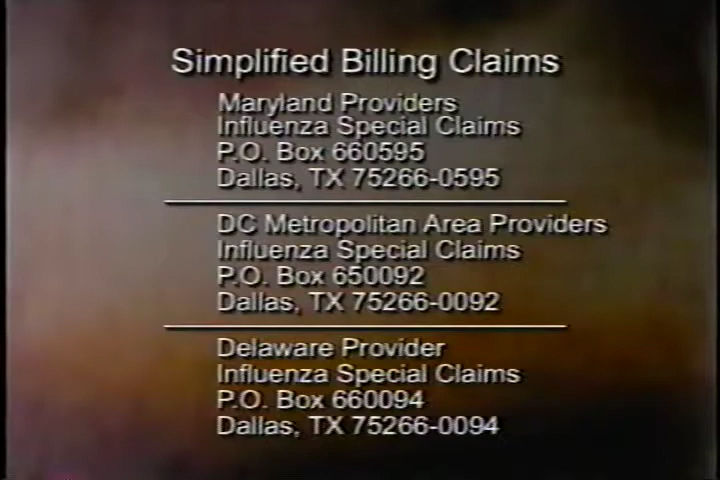 Simplified Billing Claims
Maryland Providers
Influenza Special Claims
P.O. Box 660595
Dallas, TX 75266-0595
DC Metropolitan Area Providers
Influenza Special Claims
P.O. Box 650092
Dallas, TX 75266-0092
Delaware Provider
Influenza Special Claims
P.O. Box 660094
Dallas, TX 75266-0094